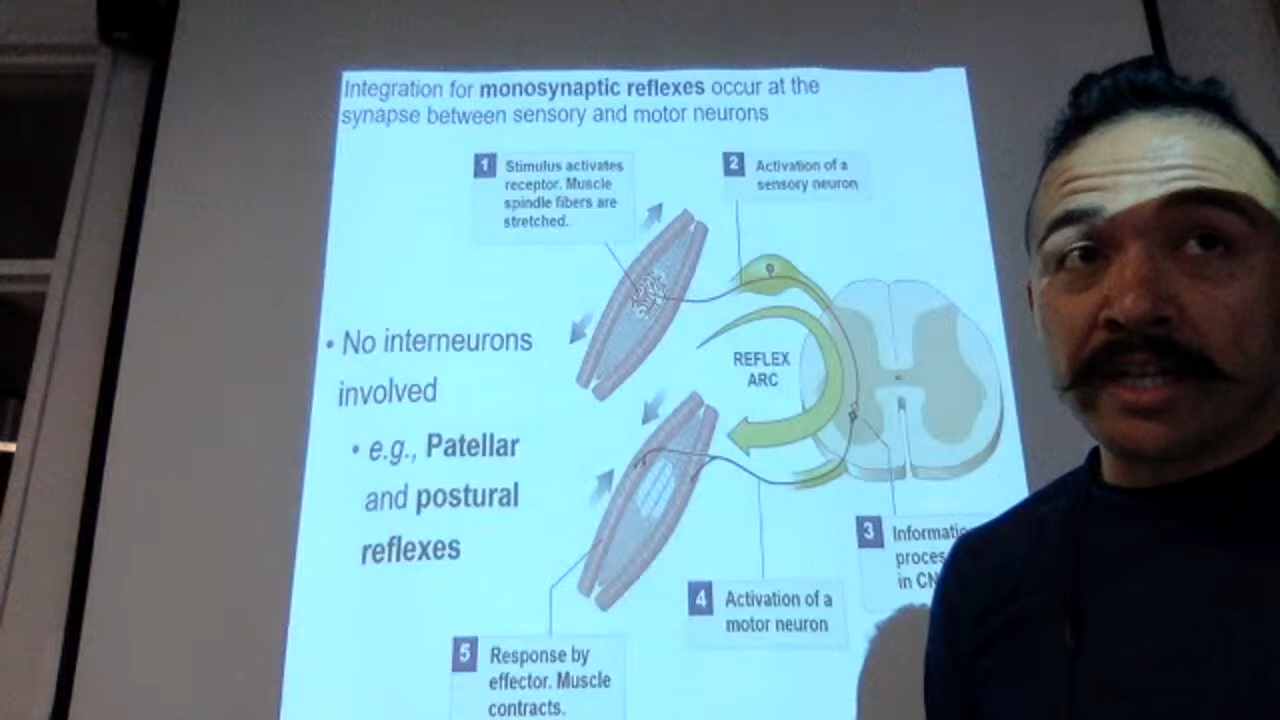 Integration for monosynaptic reflexes occur at the
synapse between sensory and motor neurons
1 Stimulus activates
receptor. Muscle
spindle fibers are
stretched.
2 Activation of a
sensory neuron
• No interneurons
involved
• e.g., Patellar
and postural
reflexes
REFLEX
ARC
3
in
4 Activation of a
motor neuron
5 Response by
effector. Muscle
contracts.